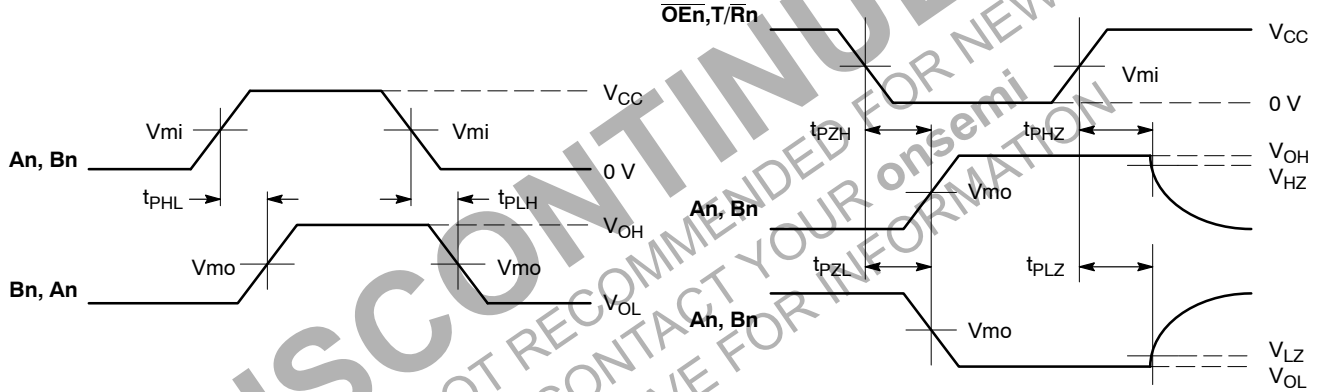 An, Bn
Vmi
Vmi
VCC
0 V
tPHL
tPLH
Bn, An
Vmo
Vmo
VOH
VOL
OEn,T/Rn
VCC
Vmi
0 V
tPZH
tPHZ
An, Bn
Vmo
VOH
VHZ
tPZL
tPLZ
An, Bn
Vmo
VLZ
VOL
DISCONTINUE
NOT RECOMMENDED FOR NEW
CONTACT YOUR onsemi
FOR INFORMATION